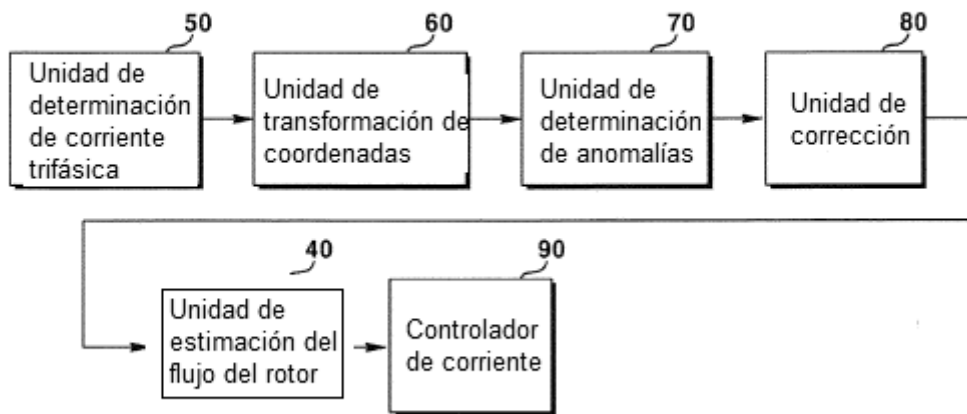 50
Unidad de
determinación
de corriente
trifásica
60
Unidad de
transformación de
coordenadas
70
Unidad de
determinación
de anomalías
80
Unidad de
corrección
40
Unidad de
estimación del
flujo del rotor
90
Controlador
de corriente